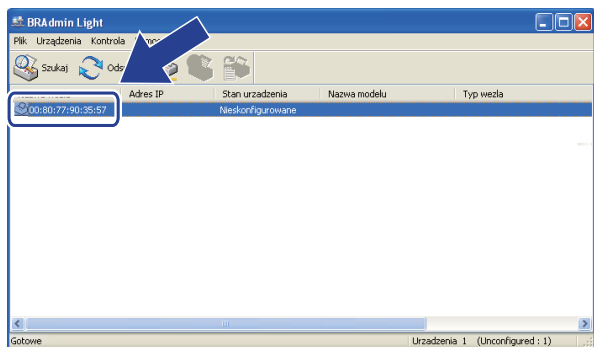 BRAdmin Light
Plik Urządzenia Kontrola
Szukaj
Adres IP Stan urzadzenia Nazwa modelu Typ wezla
00:80:77:90:35:57 Nieskonfigurowane
Gotowe Urzadzenia 1 (Unconfigured : 1)